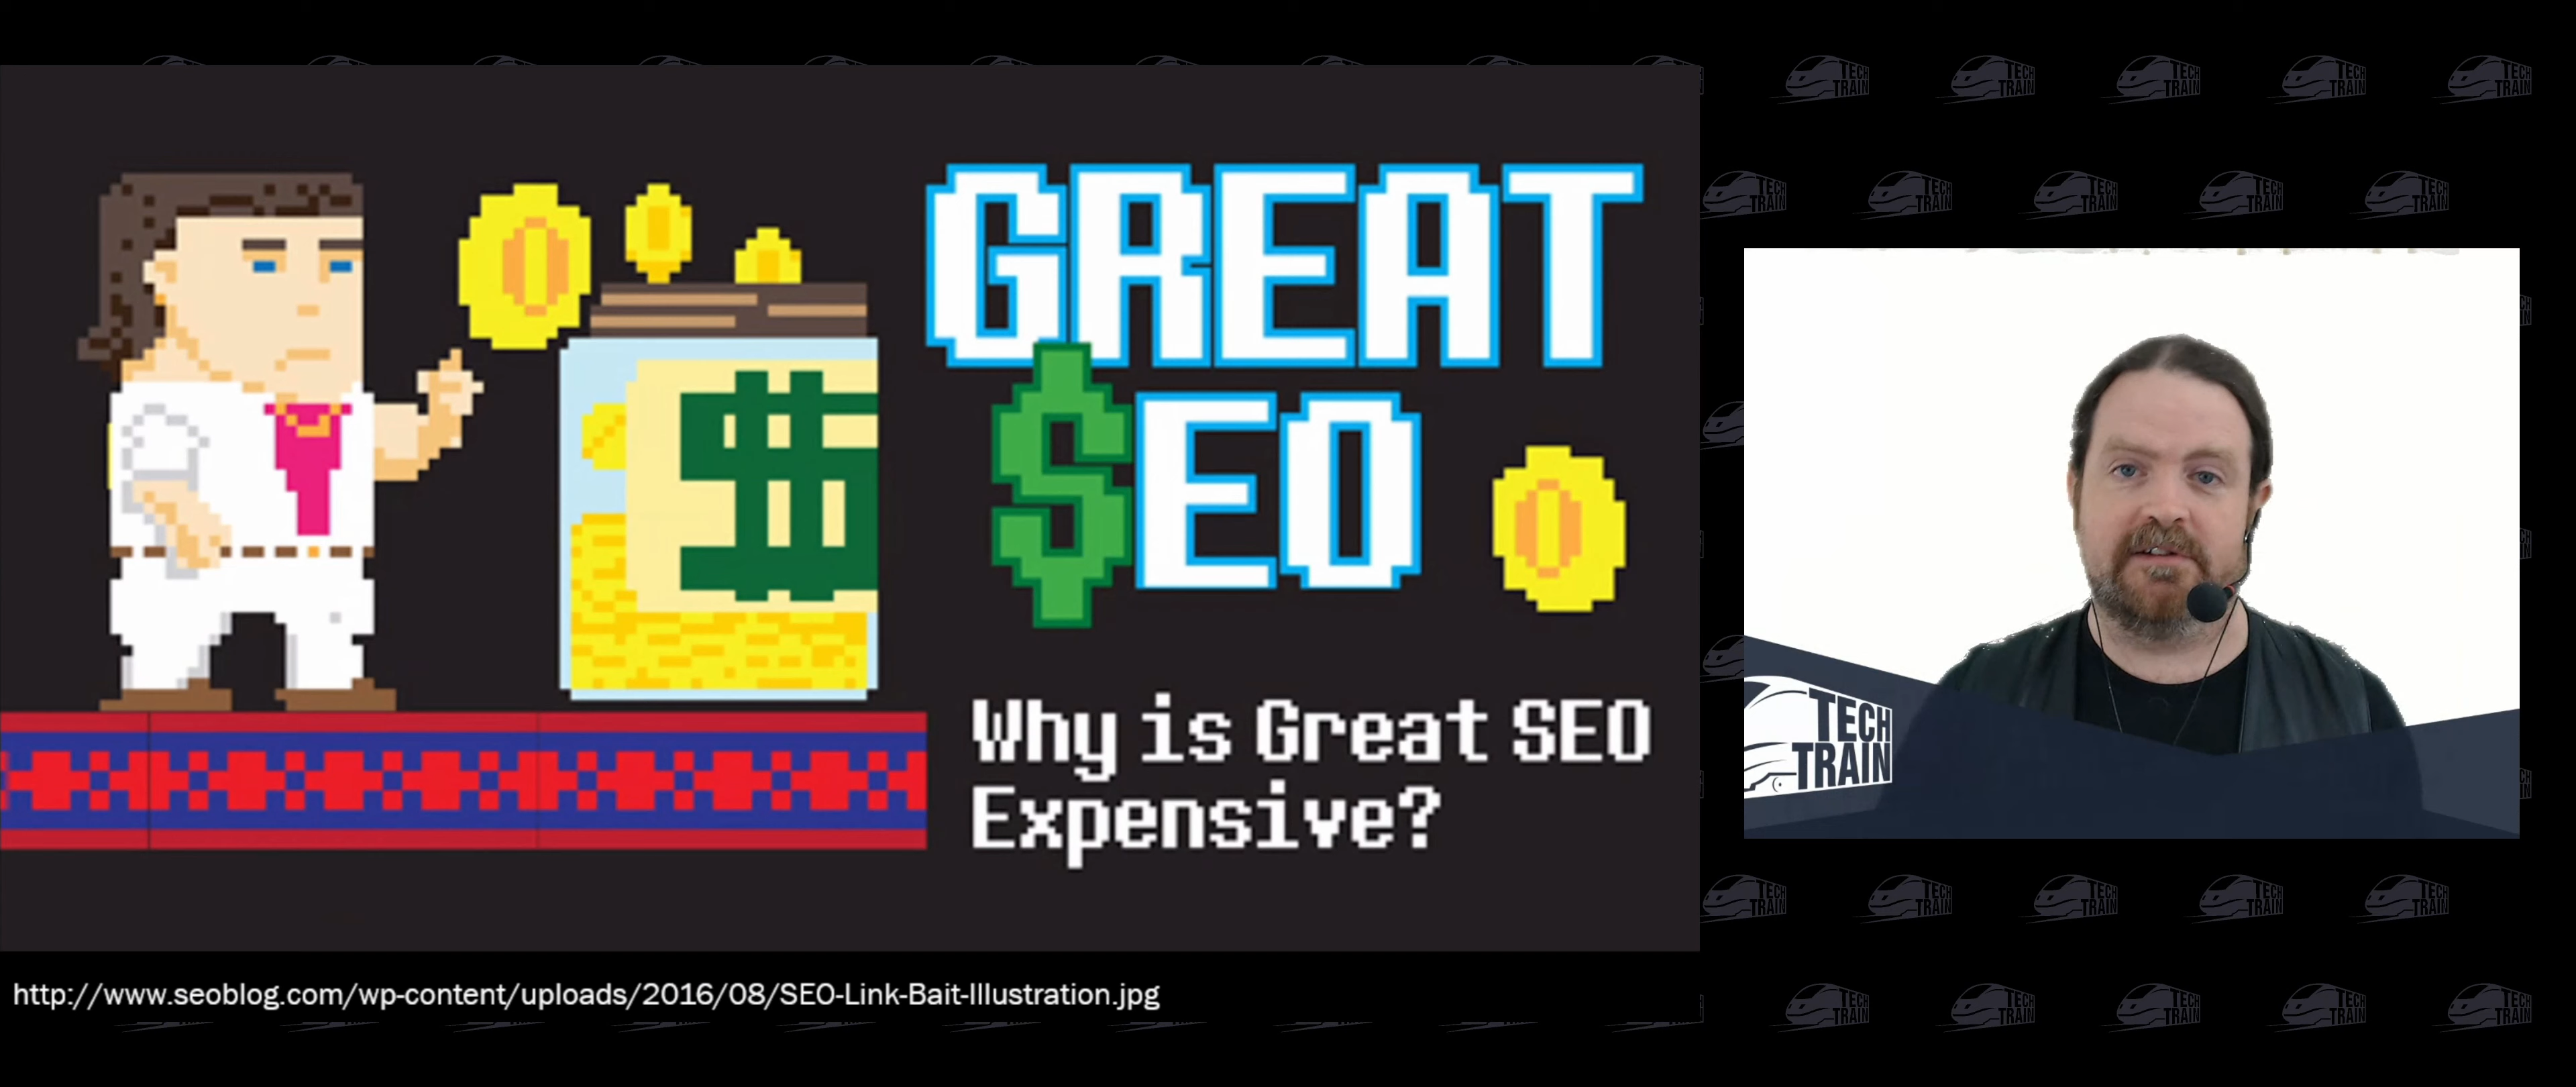 GREAT
$EO
Why is Great SEO
Expensive?
http://www.seoblog.com/wp-content/uploads/2016/08/SEO-Link-Bait-Illustration.jpg
$
TECH
TRAIN